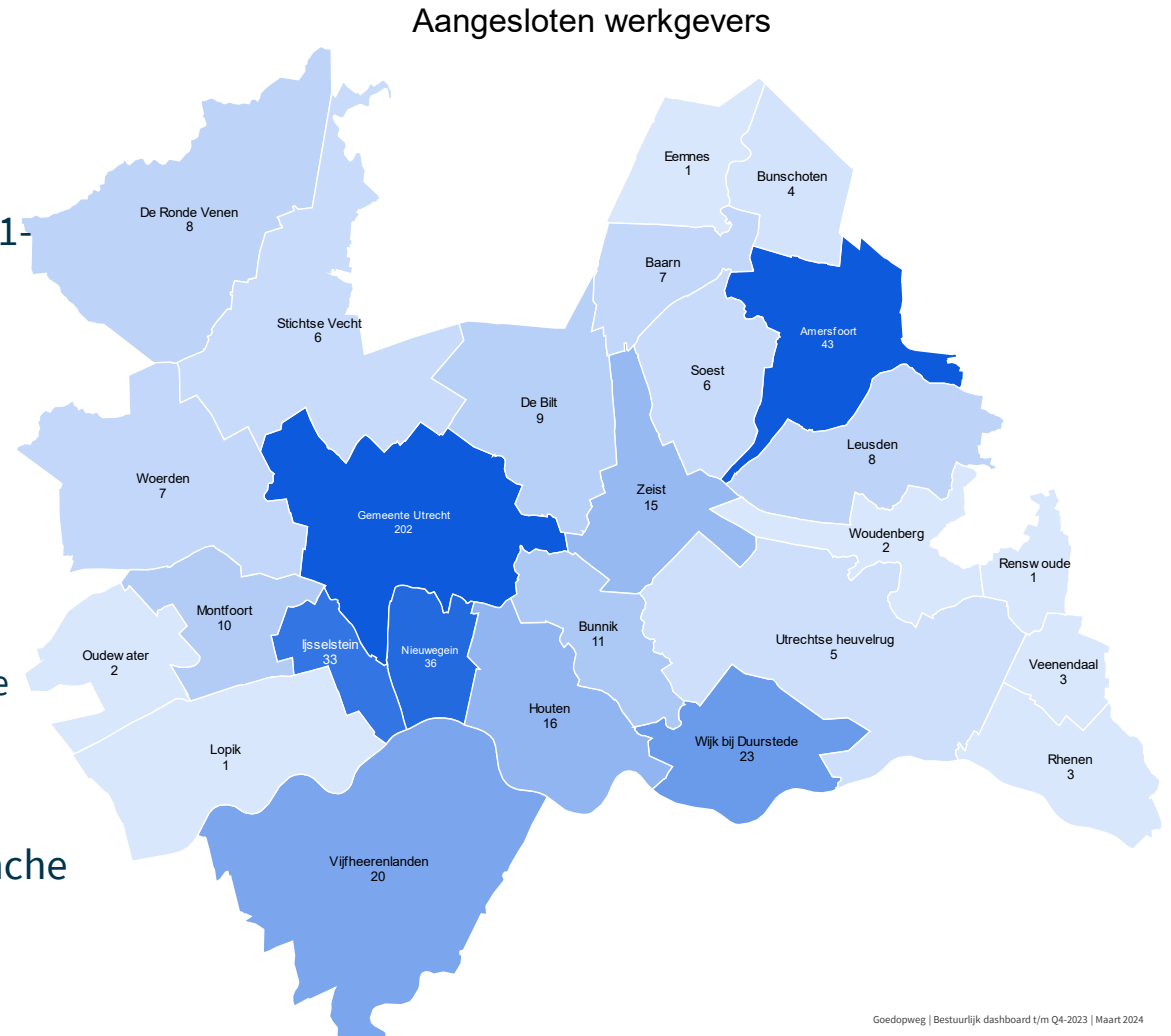 Aangesloten werkgevers
Eemnes
1
Bunschoten
4
De Ronde Venen
8
1-
Baarn
7
Stichtse Vecht
6
Amersfoort
43
Soest
6
De Bilt
9
Leusden
8
Woerden
7
Zeist
15
Gemeente Utrecht
202
Woudenberg
2
Renswoude
1
Montfoort
10
Bunnik
11
Utrechtse heuvelrug
5
Ijsselstein
33
Nieuwegein
36
Oudewater
2
Veenendaal
3
e
Houten
16
Wijk bij Duurstede
23
Lopik
1
Rhenen
3
Vijfheerenlanden
20
che
Goedopweg | Bestuurlijk dashboard t/m Q4-2023 | Maart 2024